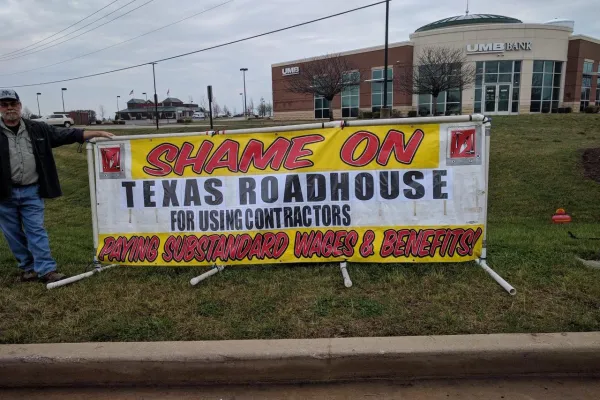 UMB BANK
UMB
SHAME ON
TEXAS ROADHOUSE
FOR USING CONTRACTORS
PAYING SUBSTANDARD WAGES & BENEFITS!